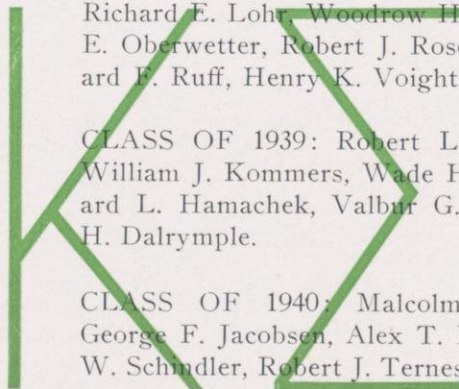 Richard E. Lohr, Woodrow H
E. Oberwetter, Robert J. Rose
ard F. Ruff, Henry K. Voight
CLASS OF 1939: Robert L
William J. Kommers, Wade H
ard L. Hamachek, Valbur G.
H. Dalrymple.
CLASS OF 1940: Malcolm
George F. Jacobsen, Alex T.
W. Schindler, Robert J. Ternes